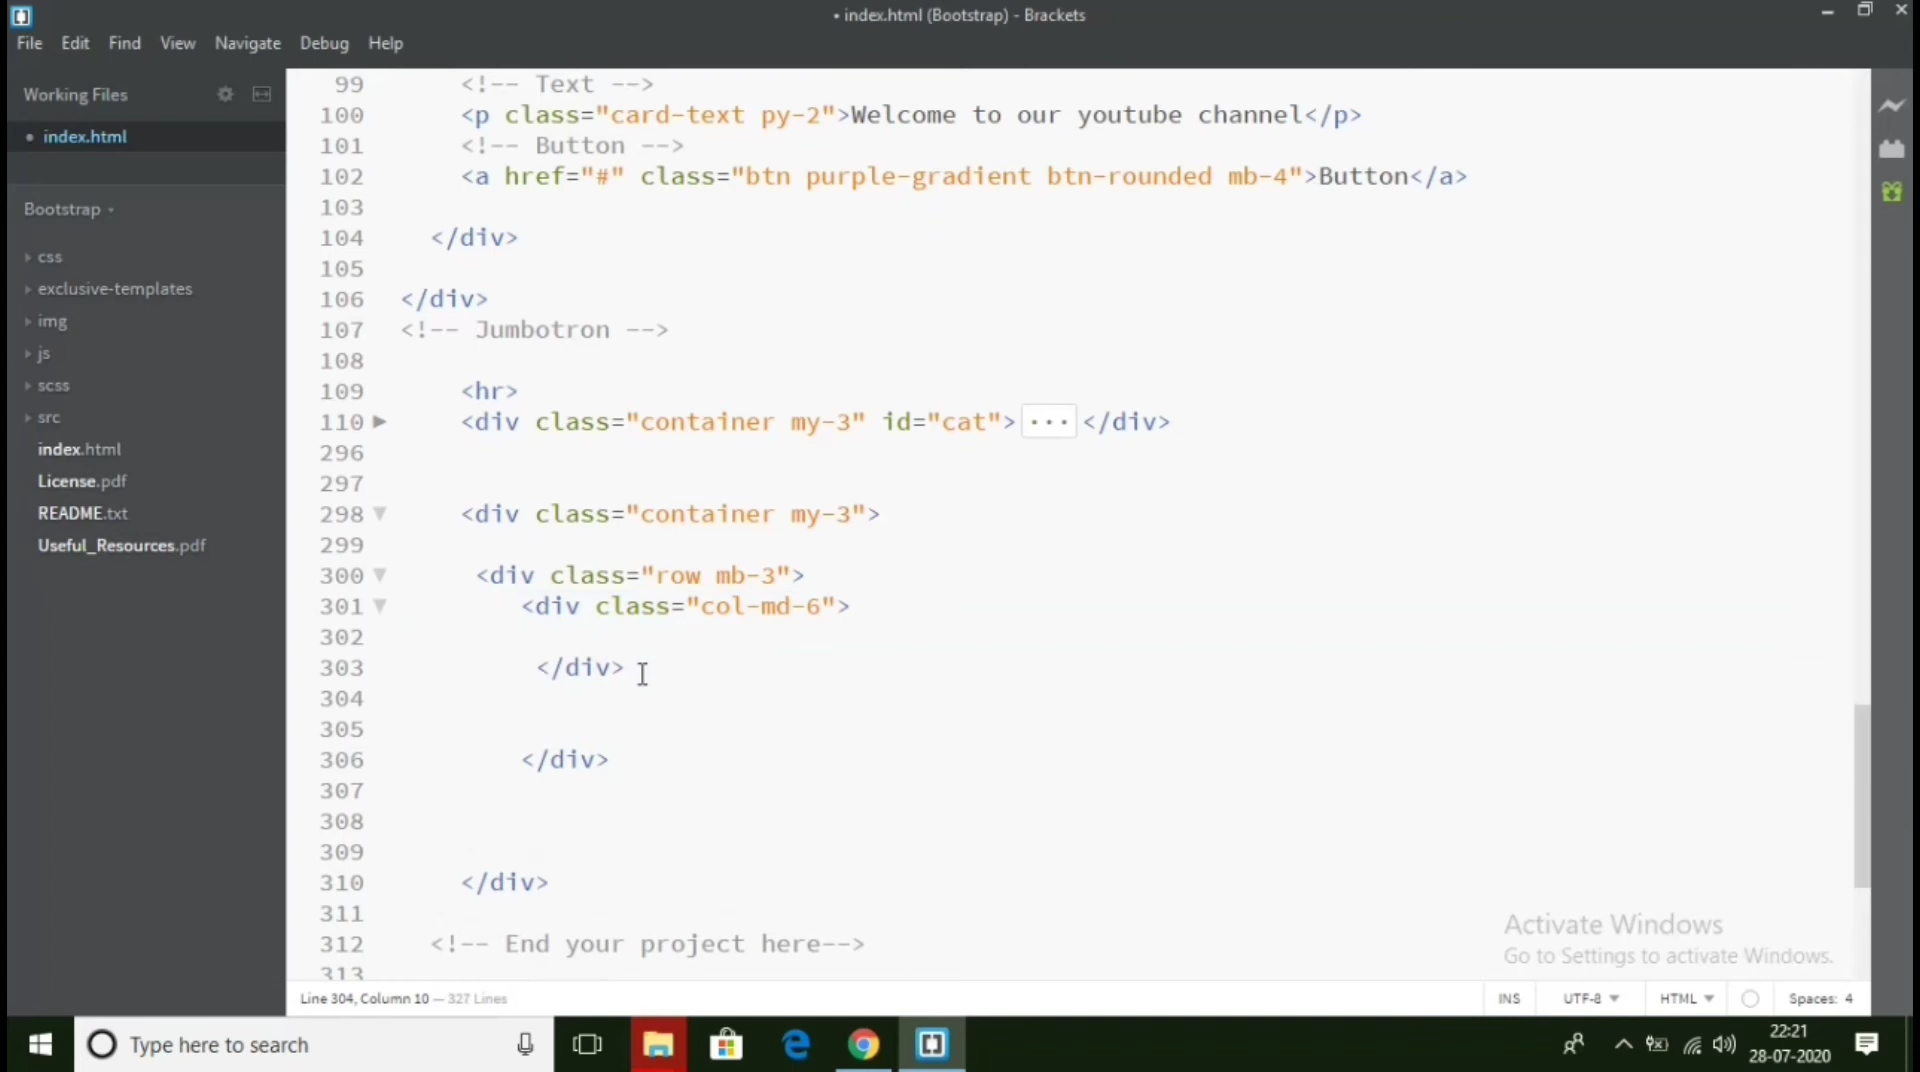 • index.html (Bootstrap) - Brackets
File Edit Find View Navigate Debug Help
Working Files
• index.html
Bootstrap
css
exclusive-templates
img
js
scss
src
index.html
License.pdf
README.txt
Useful_Resources.pdf
99 <!-- Text -->
100 <p class="card-text py-2">Welcome to our youtube channel</p>
101 <!-- Button -->
102 <a href="#" class="btn purple-gradient btn-rounded mb-4">Button</a>
103
104 </div>
105
106 </div>
107 <!-- Jumbotron -->
108
109 <hr>
110 <div class="container my-3" id="cat">...</div>
296
297
298 <div class="container my-3">
299
300 <div class="row mb-3">
301 <div class="col-md-6">
302
303 </div>
304
305
306 </div>
307
308
309
310 </div>
311
312 <!-- End your project here-->
313
Activate Windows
Go to Settings to activate Windows.
Line 304, Column 10 — 327 Lines
INS UTF-8 HTML Spaces: 4
Type here to search
22:21
28-07-2020